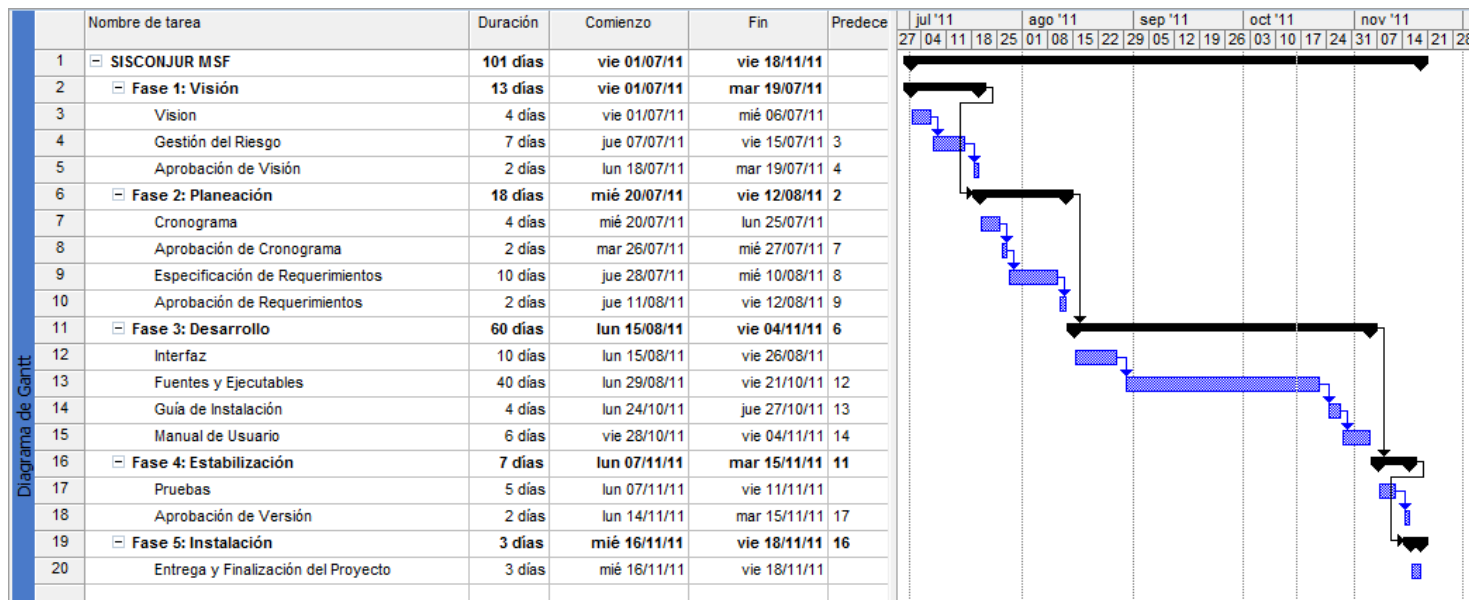 Nombre de tarea Duración Comienzo Fin Predece jul '11 ago '11 sep '11 oct '11 nov '11
27 04 11 18 25 01 08 15 22 29 05 12 19 26 03 10 17 24 31 07 14 21 28
1 SISCONJUR MSF 101 días vie 01/07/11 vie 18/11/11
2 Fase 1: Visión 13 días vie 01/07/11 mar 19/07/11
3 Vision 4 días vie 01/07/11 mié 06/07/11
4 Gestión del Riesgo 7 días jue 07/07/11 vie 15/07/11 3
5 Aprobación de Visión 2 días lun 18/07/11 mar 19/07/11 4
6 Fase 2: Planeación 18 días mié 20/07/11 vie 12/08/11 2
7 Cronograma 4 días mié 20/07/11 lun 25/07/11
8 Aprobación de Cronograma 2 días mar 26/07/11 mié 27/07/11 7
9 Especificación de Requerimientos 10 días jue 28/07/11 mié 10/08/11 8
10 Aprobación de Requerimientos 2 días jue 11/08/11 vie 12/08/11 9
11 Fase 3: Desarrollo 60 días lun 15/08/11 vie 04/11/11 6
12 Interfaz 10 días lun 15/08/11 vie 26/08/11
13 Fuentes y Ejecutables 40 días lun 29/08/11 vie 21/10/11 12
14 Guía de Instalación 4 días lun 24/10/11 jue 27/10/11 13
15 Manual de Usuario 6 días vie 28/10/11 vie 04/11/11 14
16 Fase 4: Estabilización 7 días lun 07/11/11 mar 15/11/11 11
17 Pruebas 5 días lun 07/11/11 vie 11/11/11
18 Aprobación de Versión 2 días lun 14/11/11 mar 15/11/11 17
19 Fase 5: Instalación 3 días mié 16/11/11 vie 18/11/11 16
20 Entrega y Finalización del Proyecto 3 días mié 16/11/11 vie 18/11/11
Diagrama de Gantt